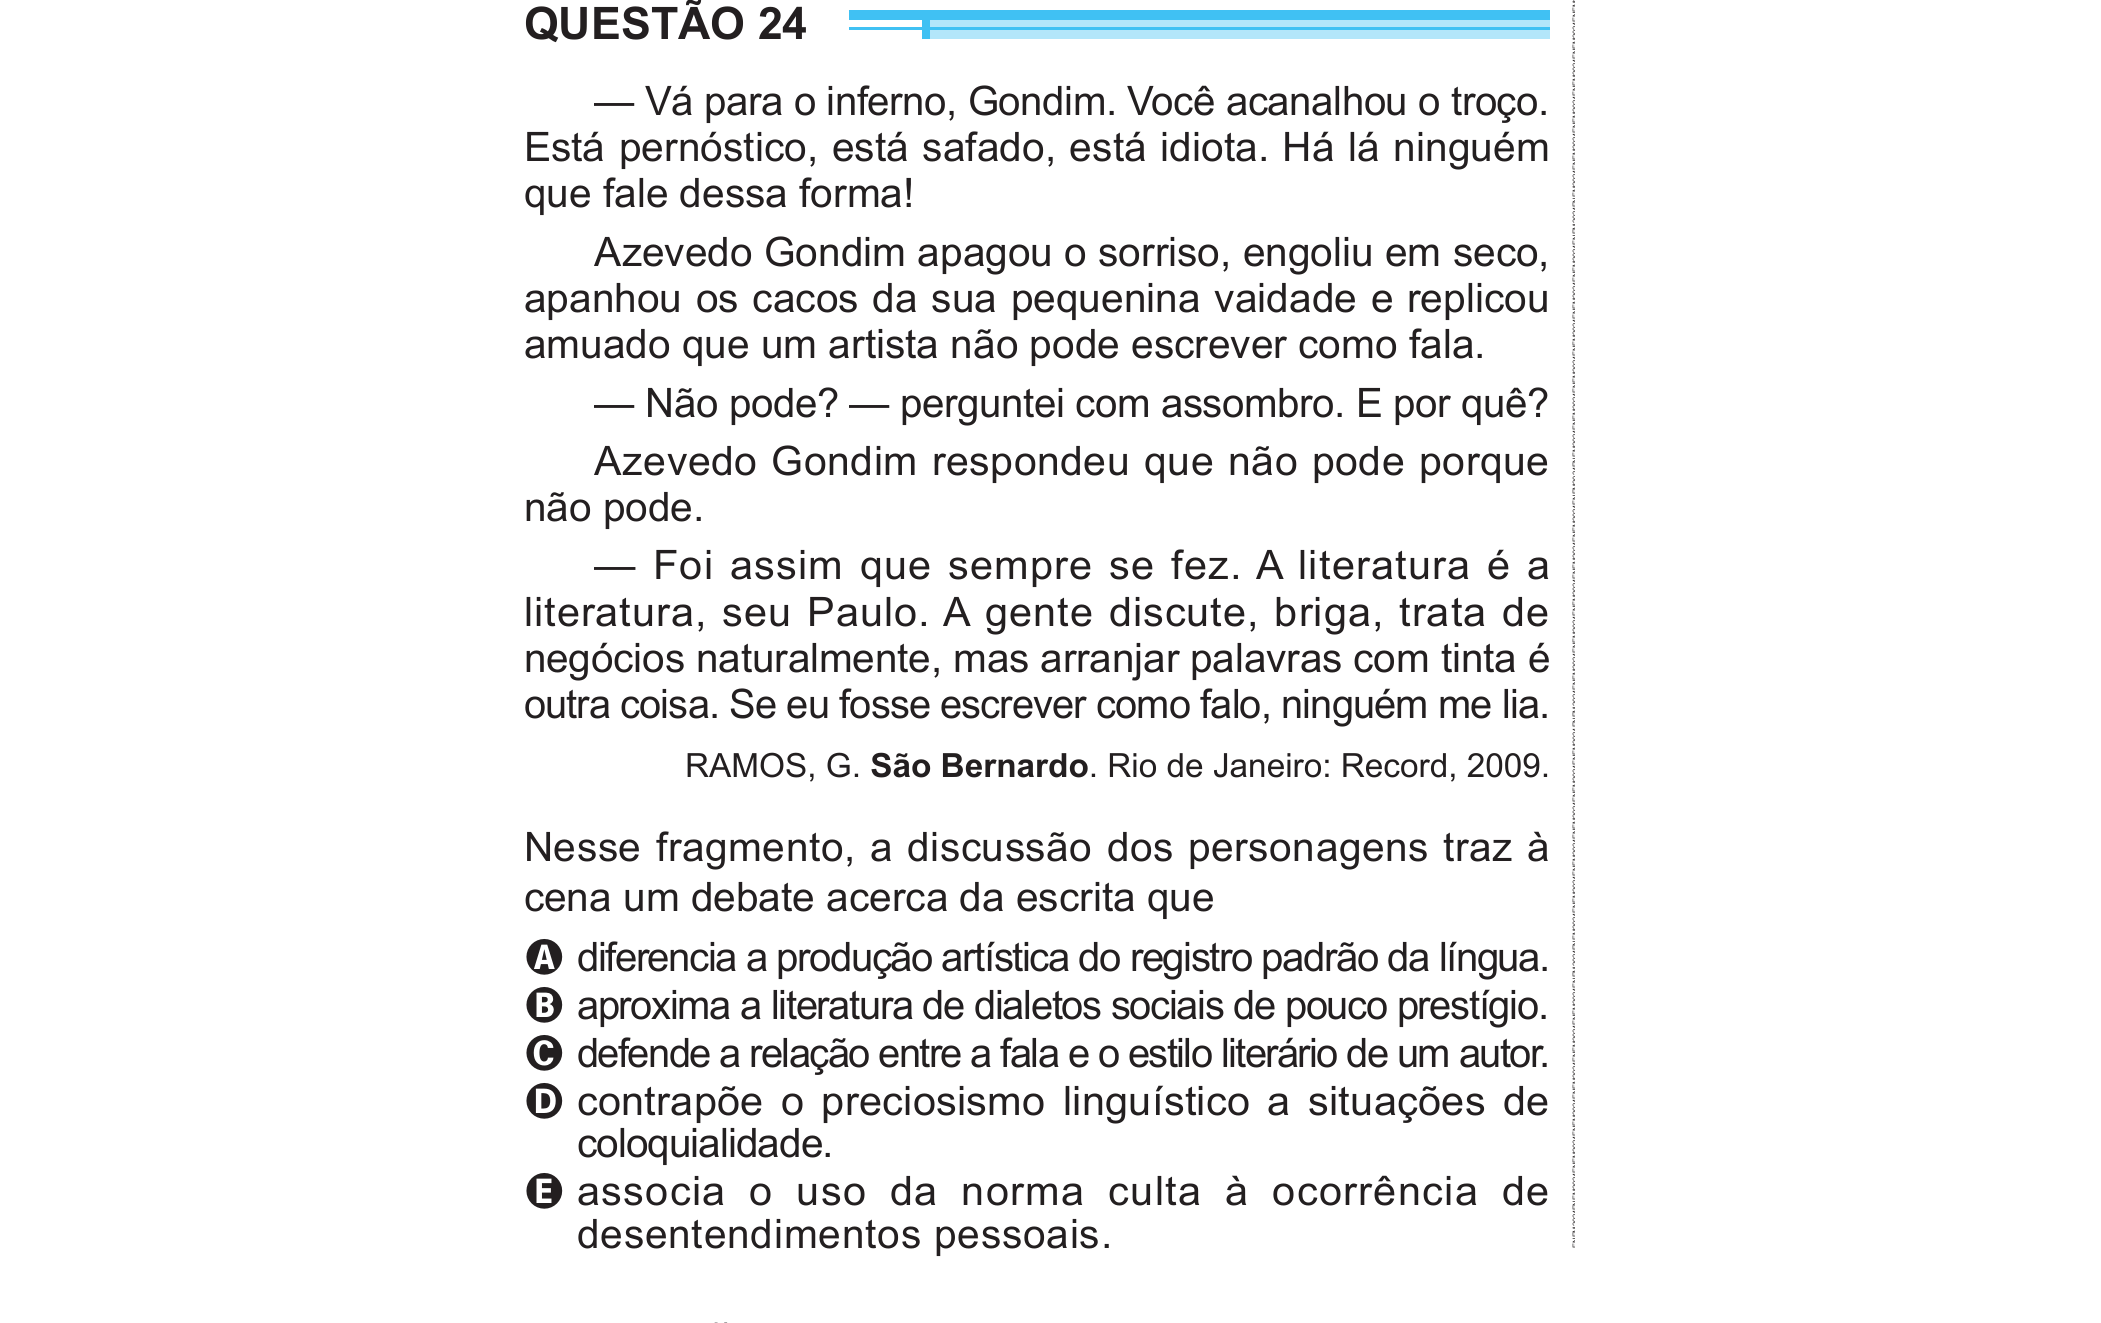 QUESTÃO 24
— Vá para o inferno, Gondim. Você acanalhou o troço.
Está pernóstico, está safado, está idiota. Há lá ninguém
que fale dessa forma!
Azevedo Gondim apagou o sorriso, engoliu em seco,
apanhou os cacos da sua pequenina vaidade e replicou
amuado que um artista não pode escrever como fala.
— Não pode? — perguntei com assombro. E por quê?
Azevedo Gondim respondeu que não pode porque
não pode.
— Foi assim que sempre se fez. A literatura é a
literatura, seu Paulo. A gente discute, briga, trata de
negócios naturalmente, mas arranjar palavras com tinta é
outra coisa. Se eu fosse escrever como falo, ninguém me lia.
RAMOS, G. São Bernardo. Rio de Janeiro: Record, 2009.
Nesse fragmento, a discussão dos personagens traz à
cena um debate acerca da escrita que
A diferencia a produção artística do registro padrão da língua.
B aproxima a literatura de dialetos sociais de pouco prestígio.
C defende a relação entre a fala e o estilo literário de um autor.
D contrapõe o preciosismo linguístico a situações de
coloquialidade.
E associa o uso da norma culta à ocorrência de
desentendimentos pessoais.